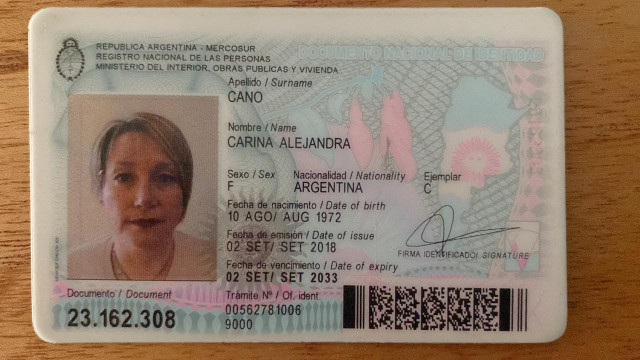 REPUBLICA ARGENTINA - MERCOSUR
REGISTRO NACIONAL DE LAS PERSONAS
MINISTERIO DEL INTERIOR, OBRAS PUBLICAS Y VIVIENDA
DOCUMENTO NACIONAL DE IDENTIDAD
Apellido / Surname
CANO
Nombre / Name
CARINA ALEJANDRA
Sexo / Sex Nacionalidad / Nationality Ejemplar
F ARGENTINA C
Fecha de nacimiento / Date of birth
10 AGO/ AUG 1972
Fecha de emisión / Date of issue
02 SET/ SET 2018
Fecha de vencimiento / Date of expiry
02 SET/ SET 2033
FIRMA IDENTIFICADO/ SIGNATURE
Documento / Document
23.162.308
Trámite Nº / Of. ident.
00562781006
9000